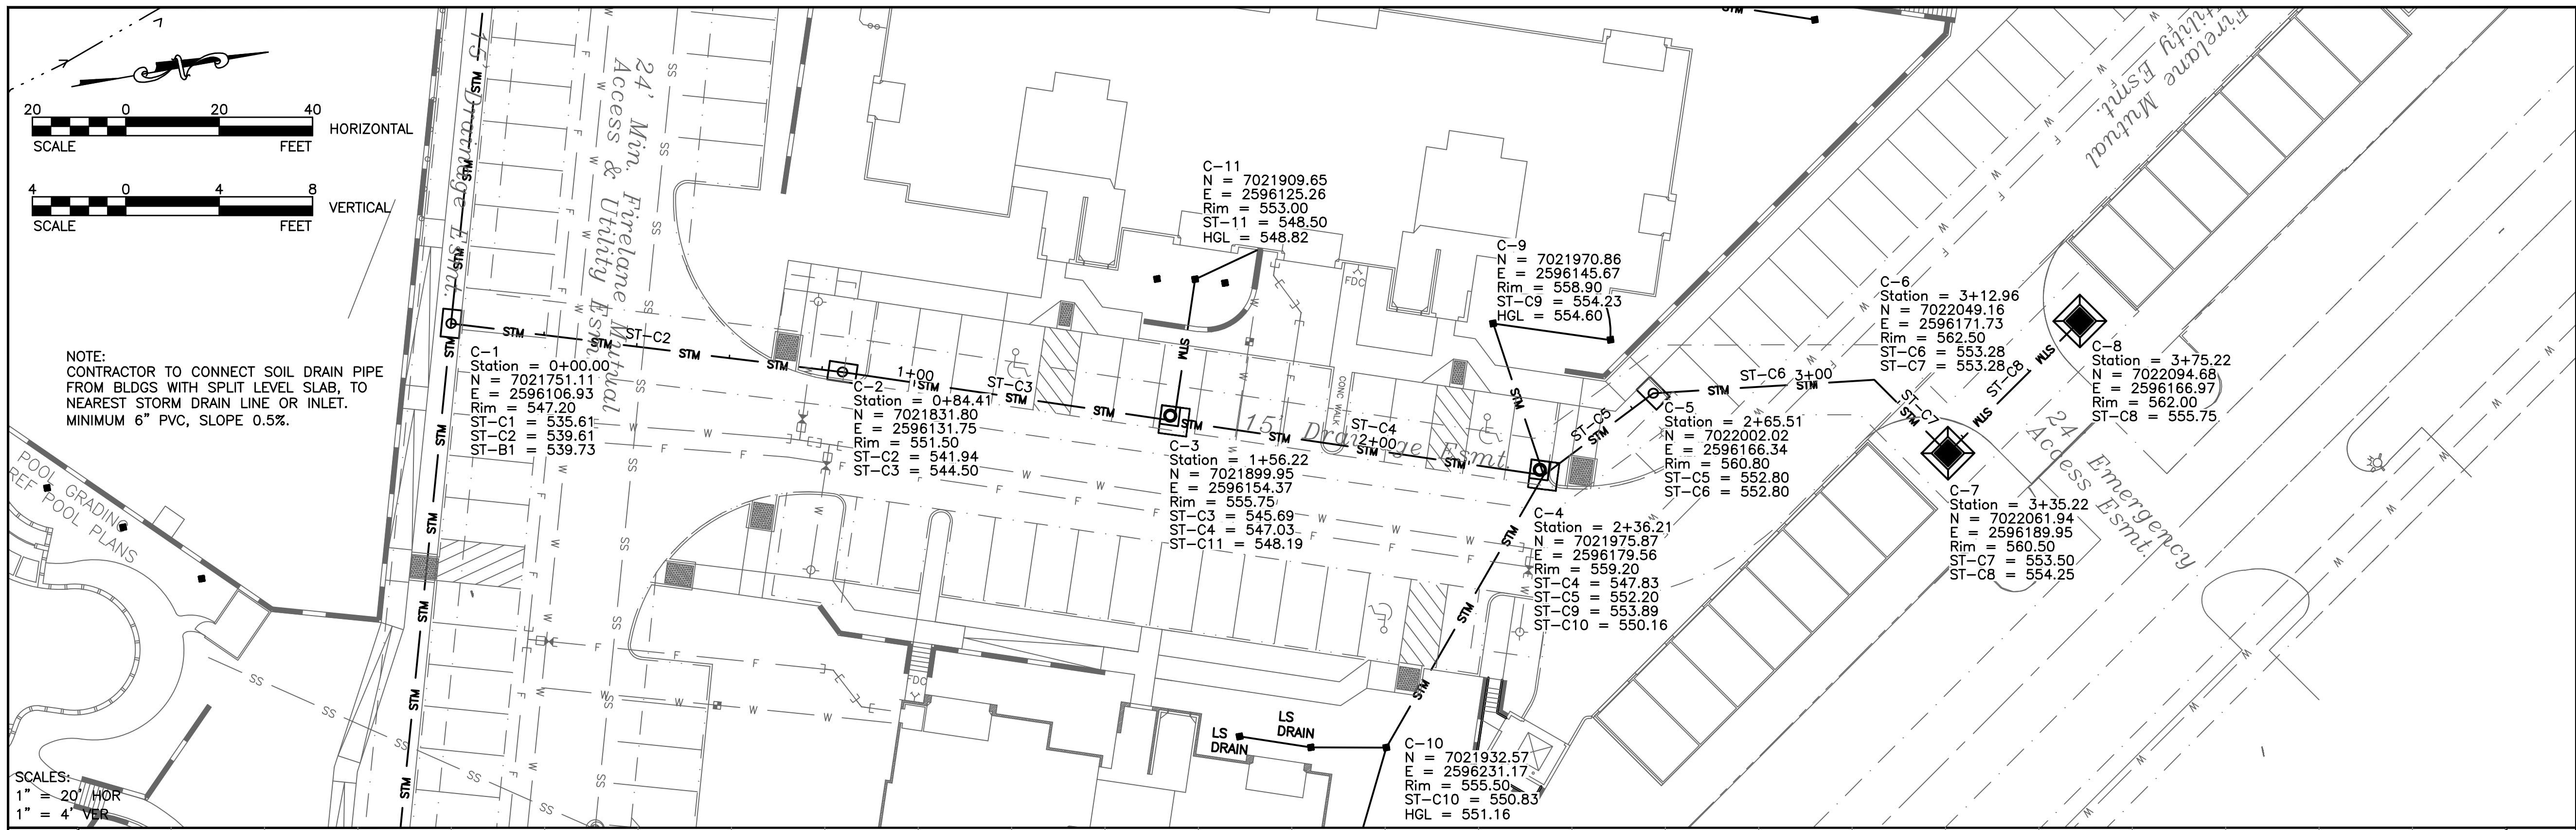 20 0 20 40
HORIZONTAL
SCALE FEET
4 0 4 8
VERTICAL
SCALE FEET
NOTE:
CONTRACTOR TO CONNECT SOIL DRAIN PIPE
FROM BLDGS WITH SPLIT LEVEL SLAB, TO
NEAREST STORM DRAIN LINE OR INLET.
MINIMUM 6" PVC, SLOPE 0.5%.
POOL GRADING
REF POOL PLANS
SCALES:
1" = 20' HOR
1" = 4' VER
15' Drainage Esmt.
24' Min. Firelane Mutual
Access & Utility Esmt.
ST-C2
C-1
Station = 0+00.00
N = 7021751.11
E = 2596106.93
Rim = 547.20
ST-C1 = 535.61
ST-C2 = 539.61
ST-B1 = 539.73
1+00
C-2
Station = 0+84.41
N = 7021831.80
E = 2596131.75
Rim = 551.50
ST-C2 = 541.94
ST-C3 = 544.50
ST-C3
C-11
N = 7021909.65
E = 2596125.26
Rim = 553.00
ST-11 = 548.50
HGL = 548.82
FDC
CONC WALK
C-3
Station = 1+56.22
N = 7021899.95
E = 2596154.37
Rim = 555.75
ST-C3 = 545.69
ST-C4 = 547.03
ST-C11 = 548.19
15' Drainage Esmt.
ST-C4
2+00
C-9
N = 7021970.86
E = 2596145.67
Rim = 558.90
ST-C9 = 554.23
HGL = 554.60
C-4
Station = 2+36.21
N = 7021975.87
E = 2596179.56
Rim = 559.20
ST-C4 = 547.83
ST-C5 = 552.20
ST-C9 = 553.89
ST-C10 = 550.16
ST-C5
C-5
Station = 2+65.51
N = 7022002.02
E = 2596166.34
Rim = 560.80
ST-C5 = 552.80
ST-C6 = 552.80
ST-C6
3+00
C-6
Station = 3+12.96
N = 7022049.16
E = 2596171.73
Rim = 562.50
ST-C6 = 553.28
ST-C7 = 553.28
ST-C7
ST-C8
C-8
Station = 3+75.22
N = 7022094.68
E = 2596166.97
Rim = 562.00
ST-C8 = 555.75
C-7
Station = 3+35.22
N = 7022061.94
E = 2596189.95
Rim = 560.50
ST-C7 = 553.50
ST-C8 = 554.25
24' Emergency
Access Esmt.
Firelane Mutual
Utility Esmt.
FDC
LS
DRAIN
LS
DRAIN
C-10
N = 7021932.57
E = 2596231.17
Rim = 555.50
ST-C10 = 550.83
HGL = 551.16
STM
SS
W
F
E